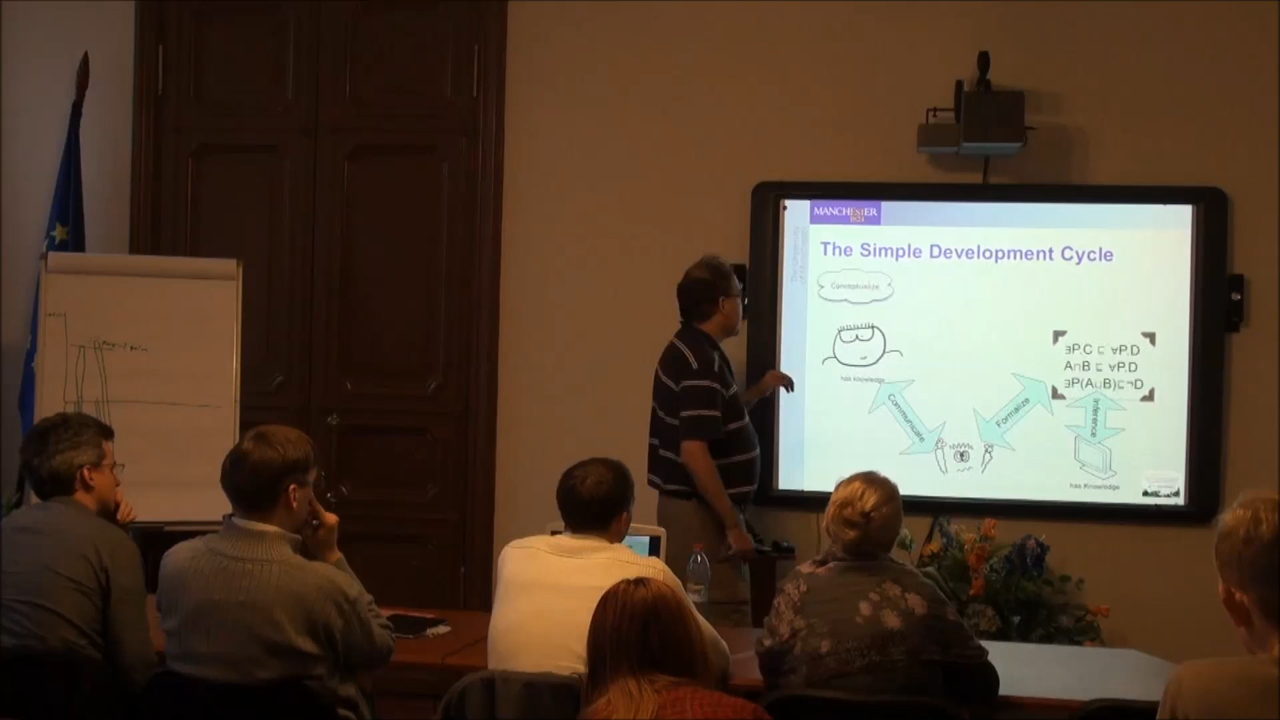 MANCHESTER
1824
The Simple Development Cycle
Conceptualize
has Knowledge
Communicate
Formalize
∃P.C ⊑ ∀P.D
A⊓B ⊑ ∀P.D
∃P(A⊔B)⊑¬D
Inference
has Knowledge